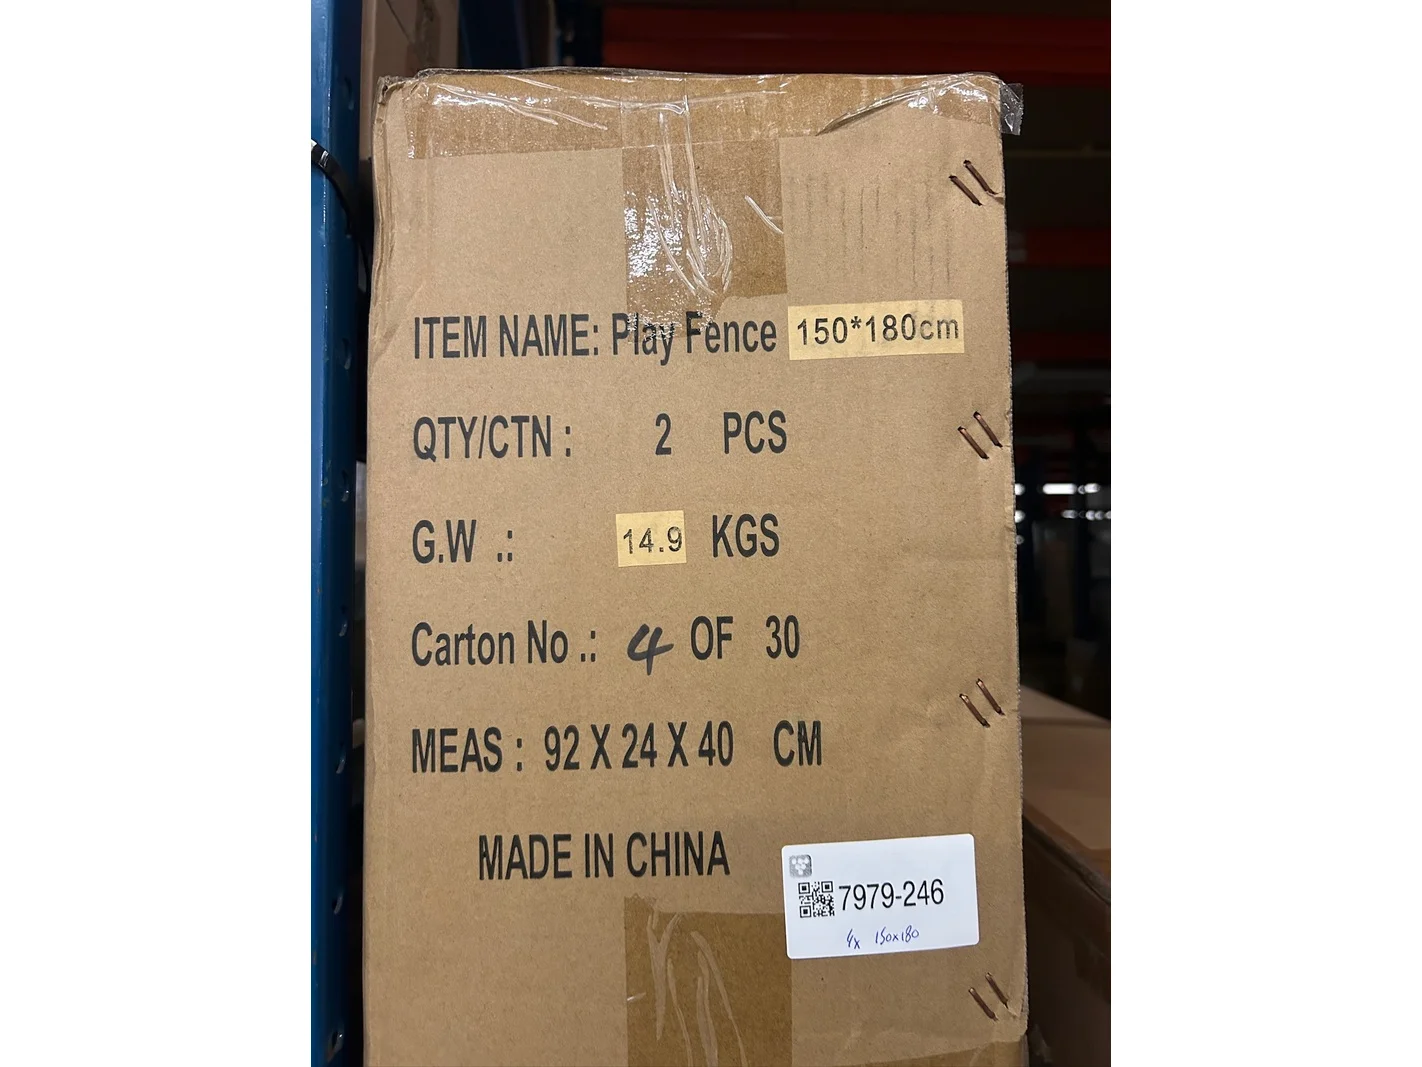 ITEM NAME: Play Fence 150*180cm
QTY/CTN : 2 PCS
G.W .: 14.9 KGS
Carton No .: 4 OF 30
MEAS : 92 X 24 X 40 CM
MADE IN CHINA
7979-246
4x 150x180